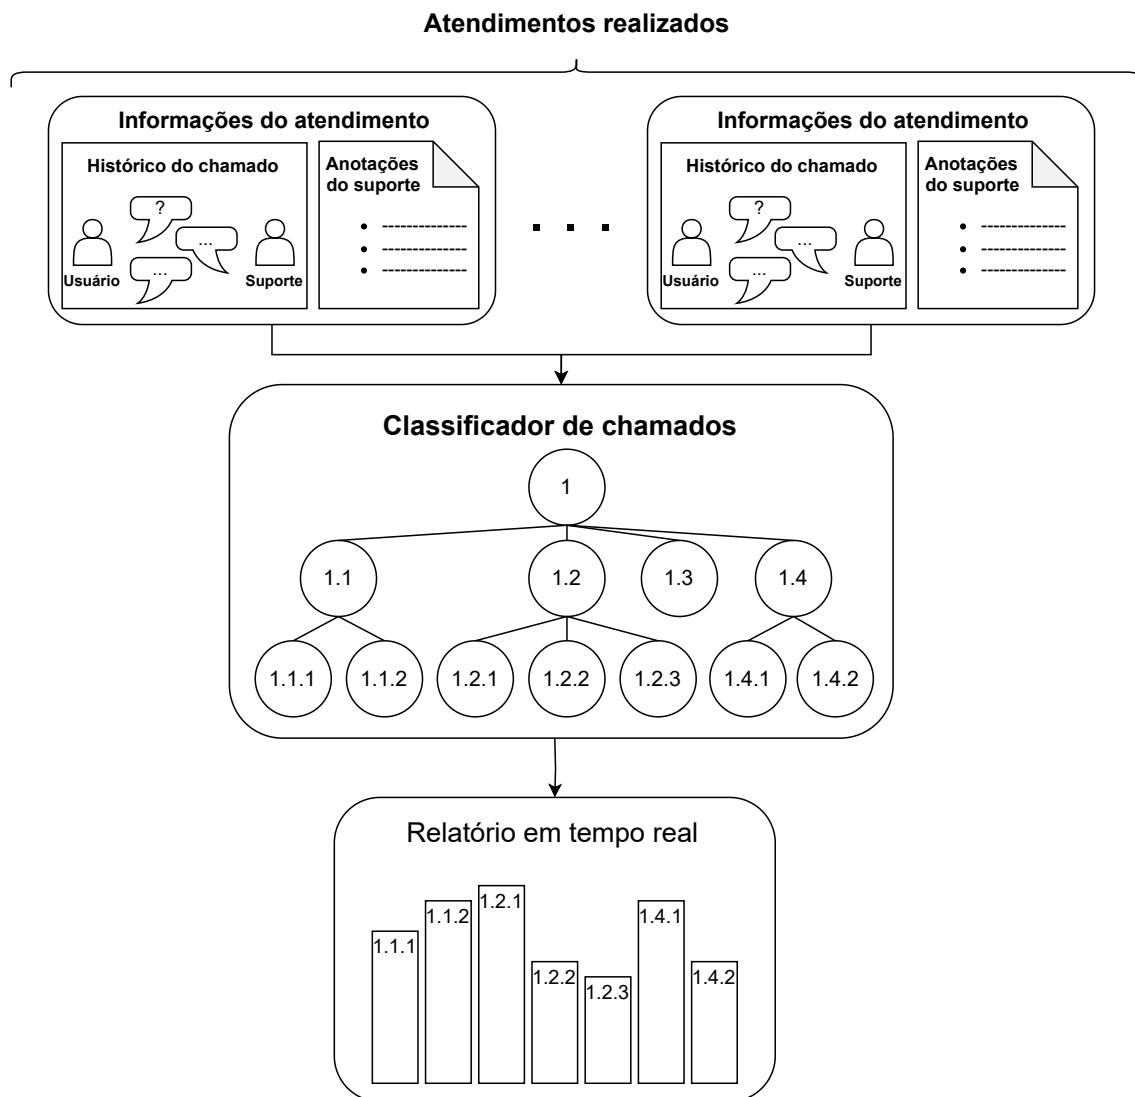 Atendimentos realizados
Informações do atendimento
Histórico do chamado
?
...
...
Usuário
Suporte
Anotações
do suporte
---------------
---------------
---------------
. . .
Informações do atendimento
Histórico do chamado
?
...
...
Usuário
Suporte
Anotações
do suporte
---------------
---------------
---------------
Classificador de chamados
1
1.1
1.2
1.3
1.4
1.1.1
1.1.2
1.2.1
1.2.2
1.2.3
1.4.1
1.4.2
Relatório em tempo real
1.1.1
1.1.2
1.2.1
1.2.2
1.2.3
1.4.1
1.4.2